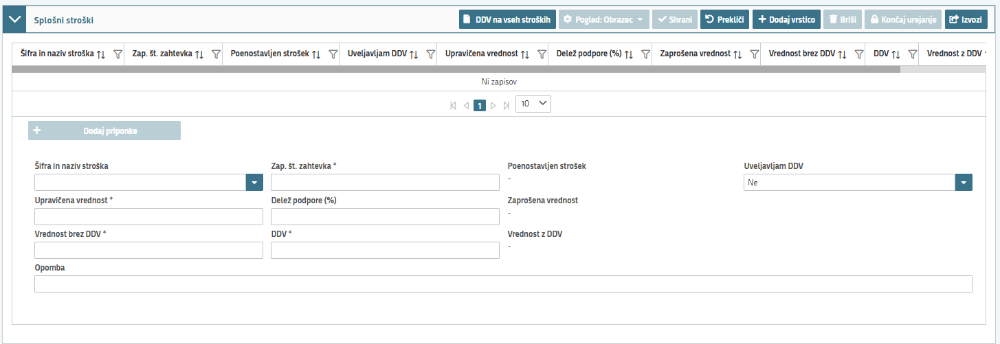 Splošni stroški DDV na vseh stroških Pogled: Obrazec Shrani Prekliči Dodaj vrstico Briši Končaj urejanje Izvozi
Šifra in naziv stroška Zap. št. zahtevka Poenostavljen strošek Uveljavljam DDV Upravičena vrednost Delež podpore (%) Zaprošena vrednost Vrednost brez DDV DDV Vrednost z DDV
Ni zapisov
1 10
Dodaj priponke
Šifra in naziv stroška Zap. št. zahtevka * Poenostavljen strošek Uveljavljam DDV
- Ne
Upravičena vrednost * Delež podpore (%) Zaprošena vrednost
-
Vrednost brez DDV * DDV * Vrednost z DDV
-
Opomba